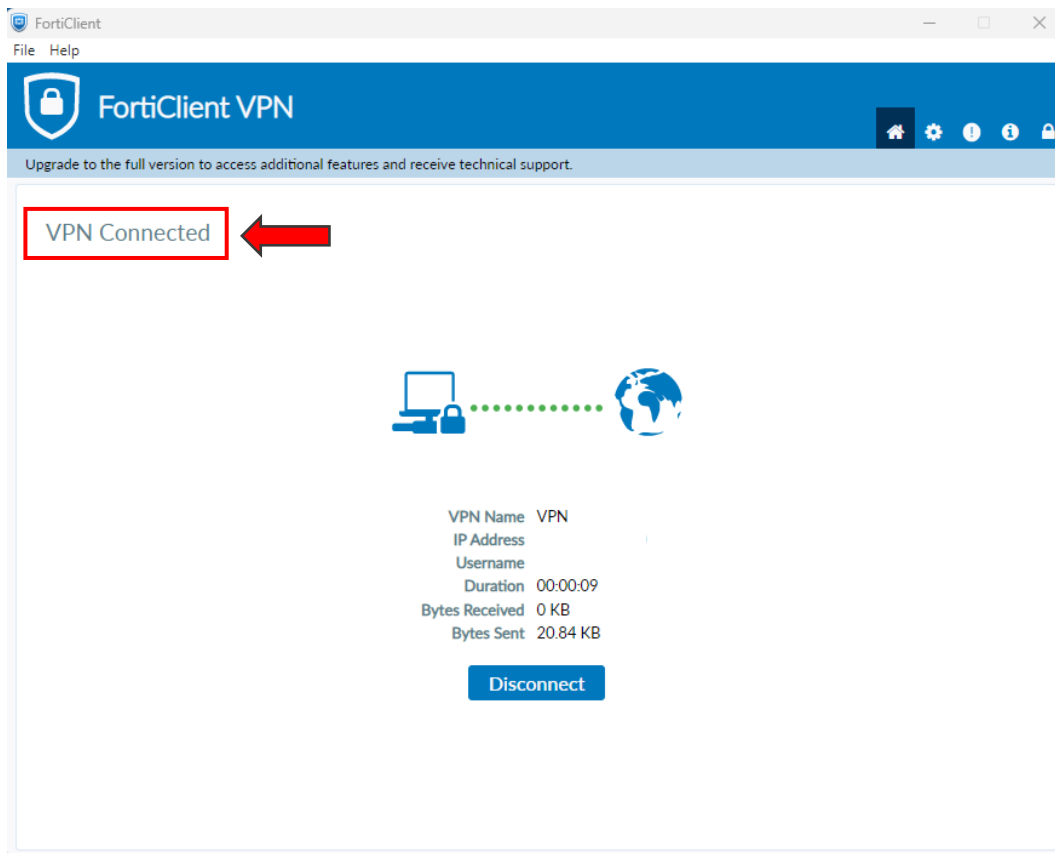 FortiClient
File Help
FortiClient VPN
Upgrade to the full version to access additional features and receive technical support.
VPN Connected
VPN Name VPN
IP Address
Username
Duration 00:00:09
Bytes Received 0 KB
Bytes Sent 20.84 KB
Disconnect